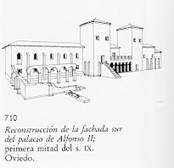 710
Reconstrucción de la fachada sur
del palacio de Alfonso II;
primera mitad del s. IX.
Oviedo.